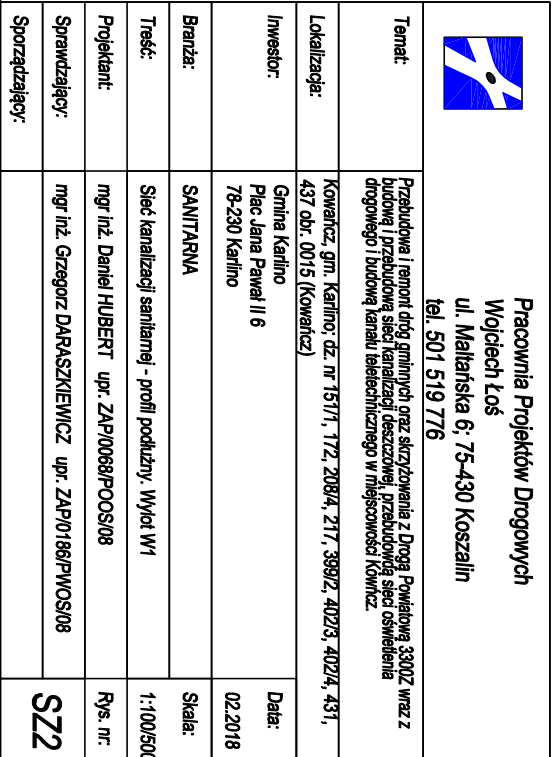 Pracownia Projektów Drogowych
Wojciech Łoś
ul. Maltańska 6; 75-430 Koszalin
tel. 501 519 776
Temat:
Przebudowa i remont dróg gminnych oraz skrzyżowania z Drogą Powiatową 3300Z wraz z
budową i przebudową sieci kanalizacji deszczowej, przebudową sieci oświetlenia
drogowego i budową kanału teletechnicznego w miejscowości Kowńcz.
Lokalizacja:
Kowańcz, gm. Karlino; dz. nr 151/1, 172, 208/4, 217, 399/2, 402/3, 402/4, 431,
437 obr. 0015 (Kowańcz)
Inwestor:
Gmina Karlino
Plac Jana Pawał II 6
78-230 Karlino
Data:
02.2018
Branża:
SANITARNA
Skala:
1:100/500
Treść:
Sieć kanalizacji sanitarnej - profil podłużny. Wylot W1
Projektant:
mgr inż. Daniel HUBERT upr. ZAP/0068/POOS/08
Rys. nr:
SZ2
Sprawdzający:
mgr inż. Grzegorz DARASZKIEWICZ upr. ZAP/0186/PWOS/08
Sporządzający: